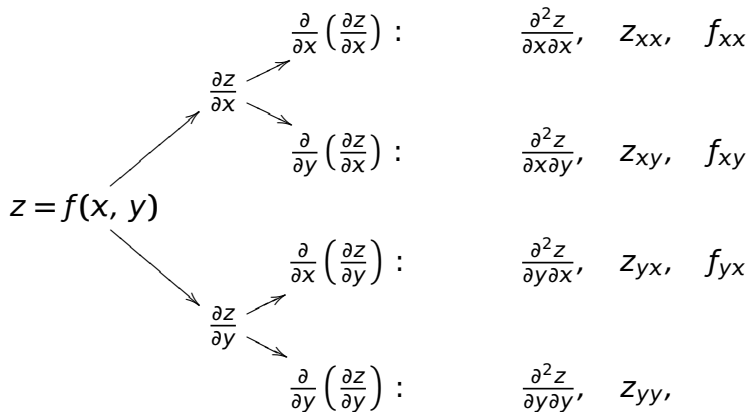 ∂/∂x (∂z/∂x) : ∂²z/∂x∂x, z_xx, f_xx
∂z/∂x
∂/∂y (∂z/∂x) : ∂²z/∂x∂y, z_xy, f_xy
z = f(x, y)
∂/∂x (∂z/∂y) : ∂²z/∂y∂x, z_yx, f_yx
∂z/∂y
∂/∂y (∂z/∂y) : ∂²z/∂y∂y, z_yy,